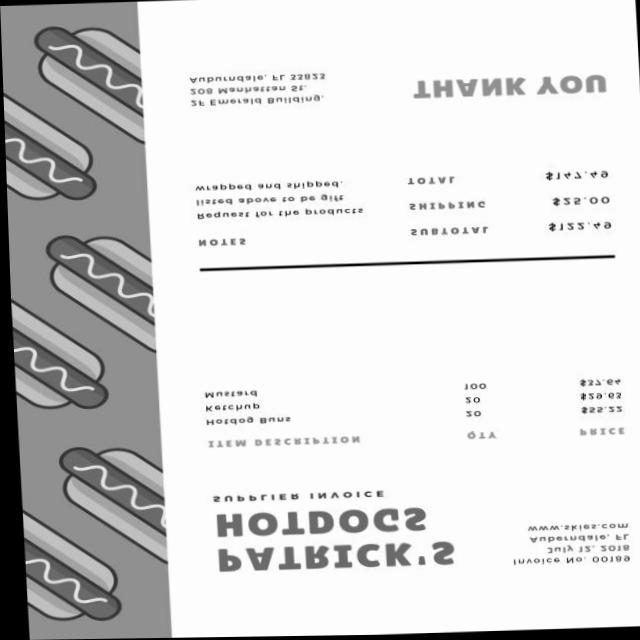 PATRICK'S
HOTDOGS
SUPPLIER INVOICE
Invoice No. 00189
July 12, 2018
Auberndale, FL
www.skies.com
ITEM DESCRIPTION QTY PRICE
Hotdog Buns 20 $55.22
Ketchup 20 $29.63
Mustard 100 $37.64
NOTES
Request for the products
listed above to be gift
wrapped and shipped.
SUBTOTAL $122.49
SHIPPING $25.00
TOTAL $147.49
2F Emerald Building,
208 Manhattan St.
Auburndale, FL 33823
THANK YOU